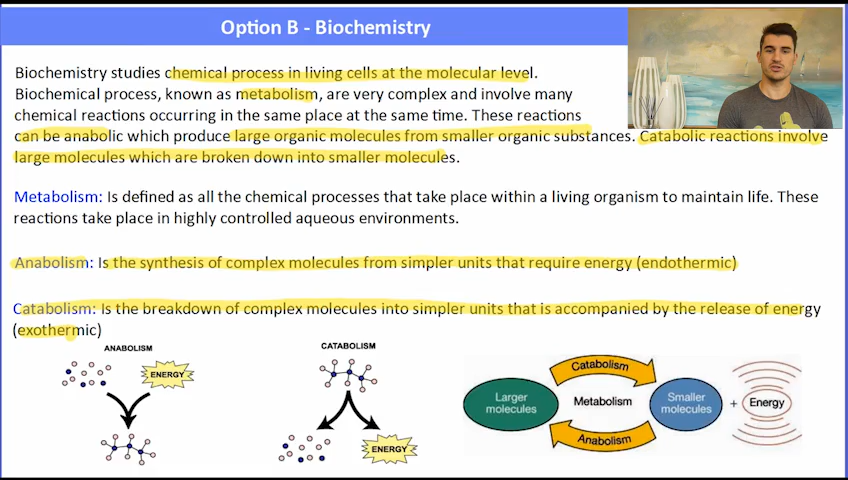 Option B - Biochemistry
Biochemistry studies chemical process in living cells at the molecular level.
Biochemical process, known as metabolism, are very complex and involve many
chemical reactions occurring in the same place at the same time. These reactions
can be anabolic which produce large organic molecules from smaller organic substances. Catabolic reactions involve
large molecules which are broken down into smaller molecules.
Metabolism: Is defined as all the chemical processes that take place within a living organism to maintain life. These
reactions take place in highly controlled aqueous environments.
Anabolism: Is the synthesis of complex molecules from simpler units that require energy (endothermic)
Catabolism: Is the breakdown of complex molecules into simpler units that is accompanied by the release of energy
(exothermic)
ANABOLISM
ENERGY
CATABOLISM
ENERGY
Catabolism
Larger
molecules
Metabolism
Smaller
molecules
+
Energy
Anabolism